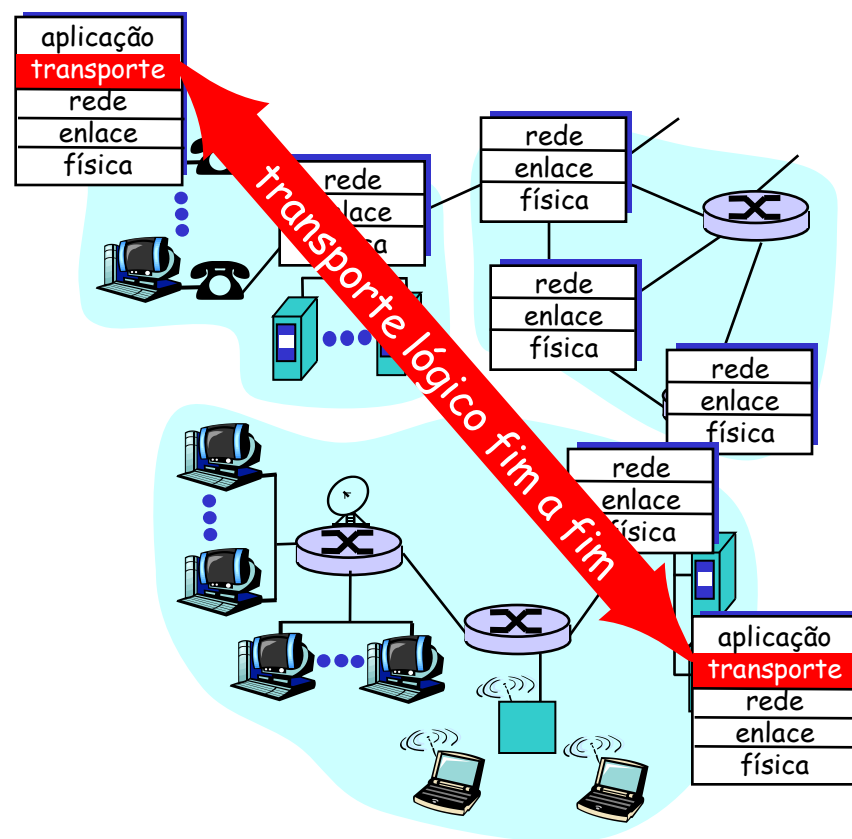 aplicação
transporte
rede
enlace
física
rede
física
rede
enlace
física
rede
enlace
física
rede
enlace
física
rede
enlace
transporte lógico fim a fim
aplicação
transporte
rede
enlace
física